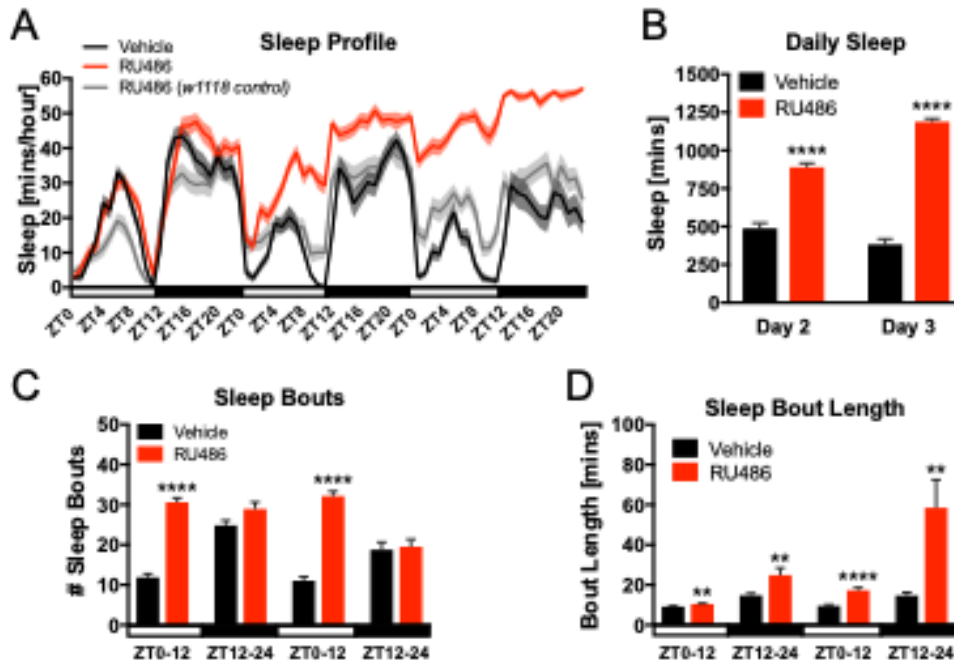 A
Sleep Profile
Vehicle
RU486
RU486 (w1118 control)
Sleep [mins/hour]
60
50
40
30
20
10
0
ZT0 ZT4 ZT8 ZT12 ZT16 ZT20 ZT0 ZT4 ZT8 ZT12 ZT16 ZT20 ZT0 ZT4 ZT8 ZT12 ZT16 ZT20
B
Daily Sleep
Vehicle
RU486
Sleep [mins]
1500
1250
1000
750
500
250
0
**** ****
Day 2 Day 3
C
Sleep Bouts
Vehicle
RU486
# Sleep Bouts
50
40
30
20
10
0
**** ****
ZT0-12 ZT12-24 ZT0-12 ZT12-24
D
Sleep Bout Length
Vehicle
RU486
Bout Length [mins]
100
80
60
40
20
0
** ** **** **
ZT0-12 ZT12-24 ZT0-12 ZT12-24